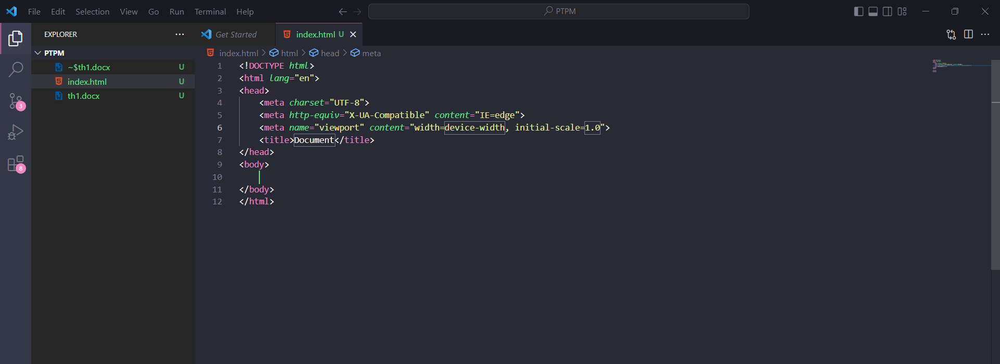 File Edit Selection View Go Run Terminal Help PTPM
EXPLORER
Get Started
index.html U
PTPM
~$th1.docx U
index.html U
th1.docx U
3
8
index.html > html > head > meta
1 <!DOCTYPE html>
2 <html lang="en">
3 <head>
4 <meta charset="UTF-8">
5 <meta http-equiv="X-UA-Compatible" content="IE=edge">
6 <meta name="viewport" content="width=device-width, initial-scale=1.0">
7 <title>Document</title>
8 </head>
9 <body>
10
11 </body>
12 </html>